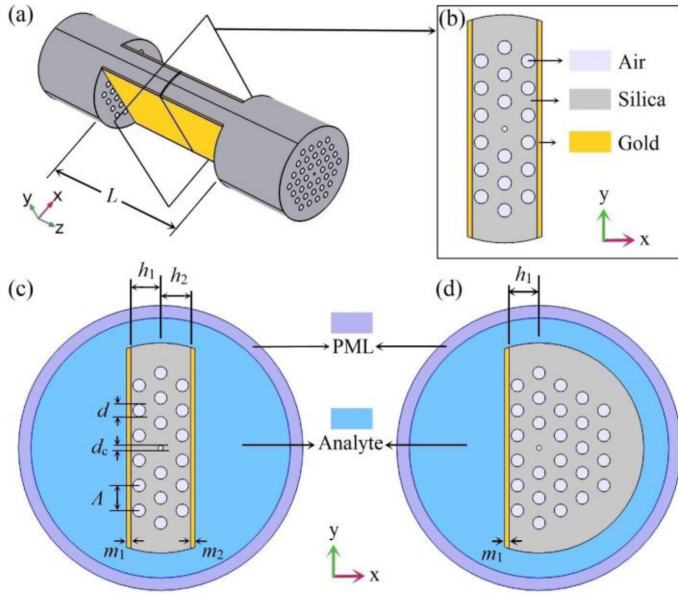 (a)
L
y
x
z
(b)
Air
Silica
Gold
y
x
(c)
h1
h2
d
dc
Λ
m1
m2
PML
Analyte
y
x
(d)
h1
m1